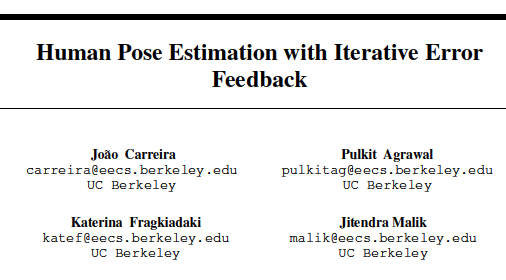 Human Pose Estimation with Iterative Error
Feedback
João Carreira
carreira@eecs.berkeley.edu
UC Berkeley
Pulkit Agrawal
pulkitag@eecs.berkeley.edu
UC Berkeley
Katerina Fragkiadaki
katef@eecs.berkeley.edu
UC Berkeley
Jitendra Malik
malik@eecs.berkeley.edu
UC Berkeley